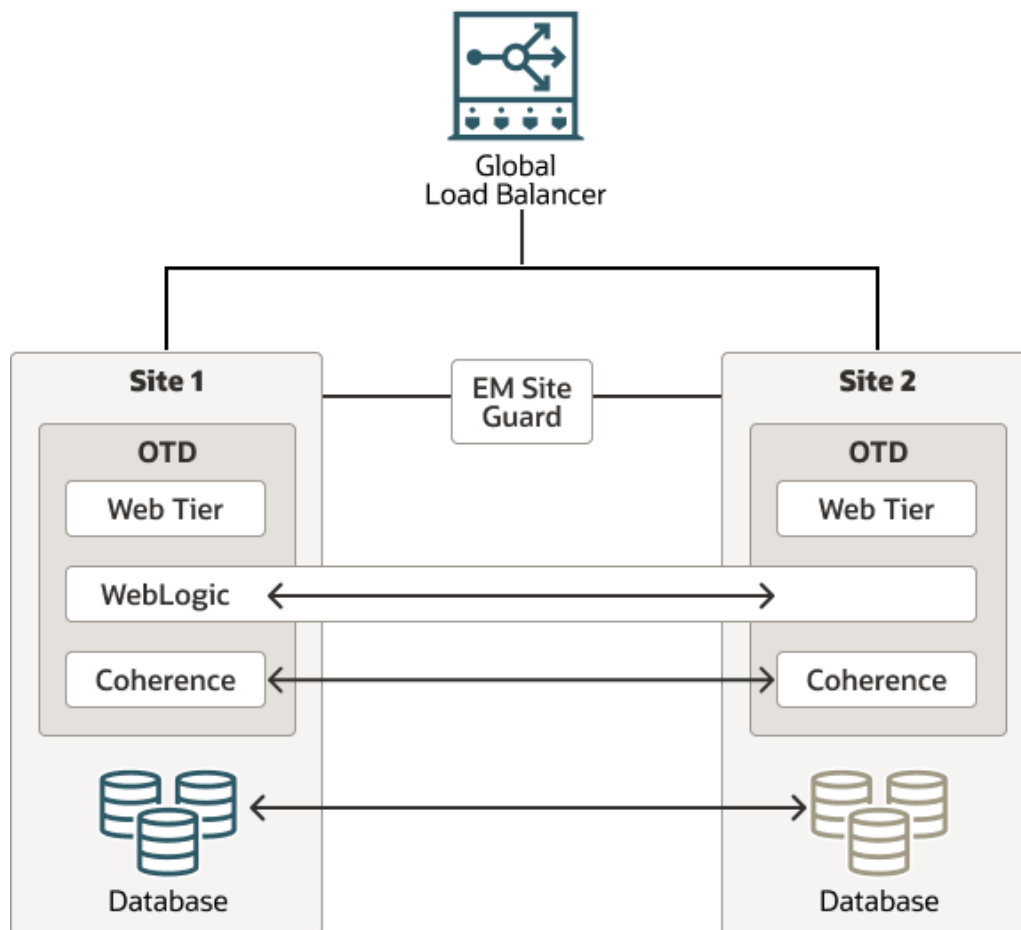 Global
Load Balancer
Site 1
EM Site
Guard
Site 2
OTD
OTD
Web Tier
Web Tier
WebLogic
Coherence
Coherence
Database
Database